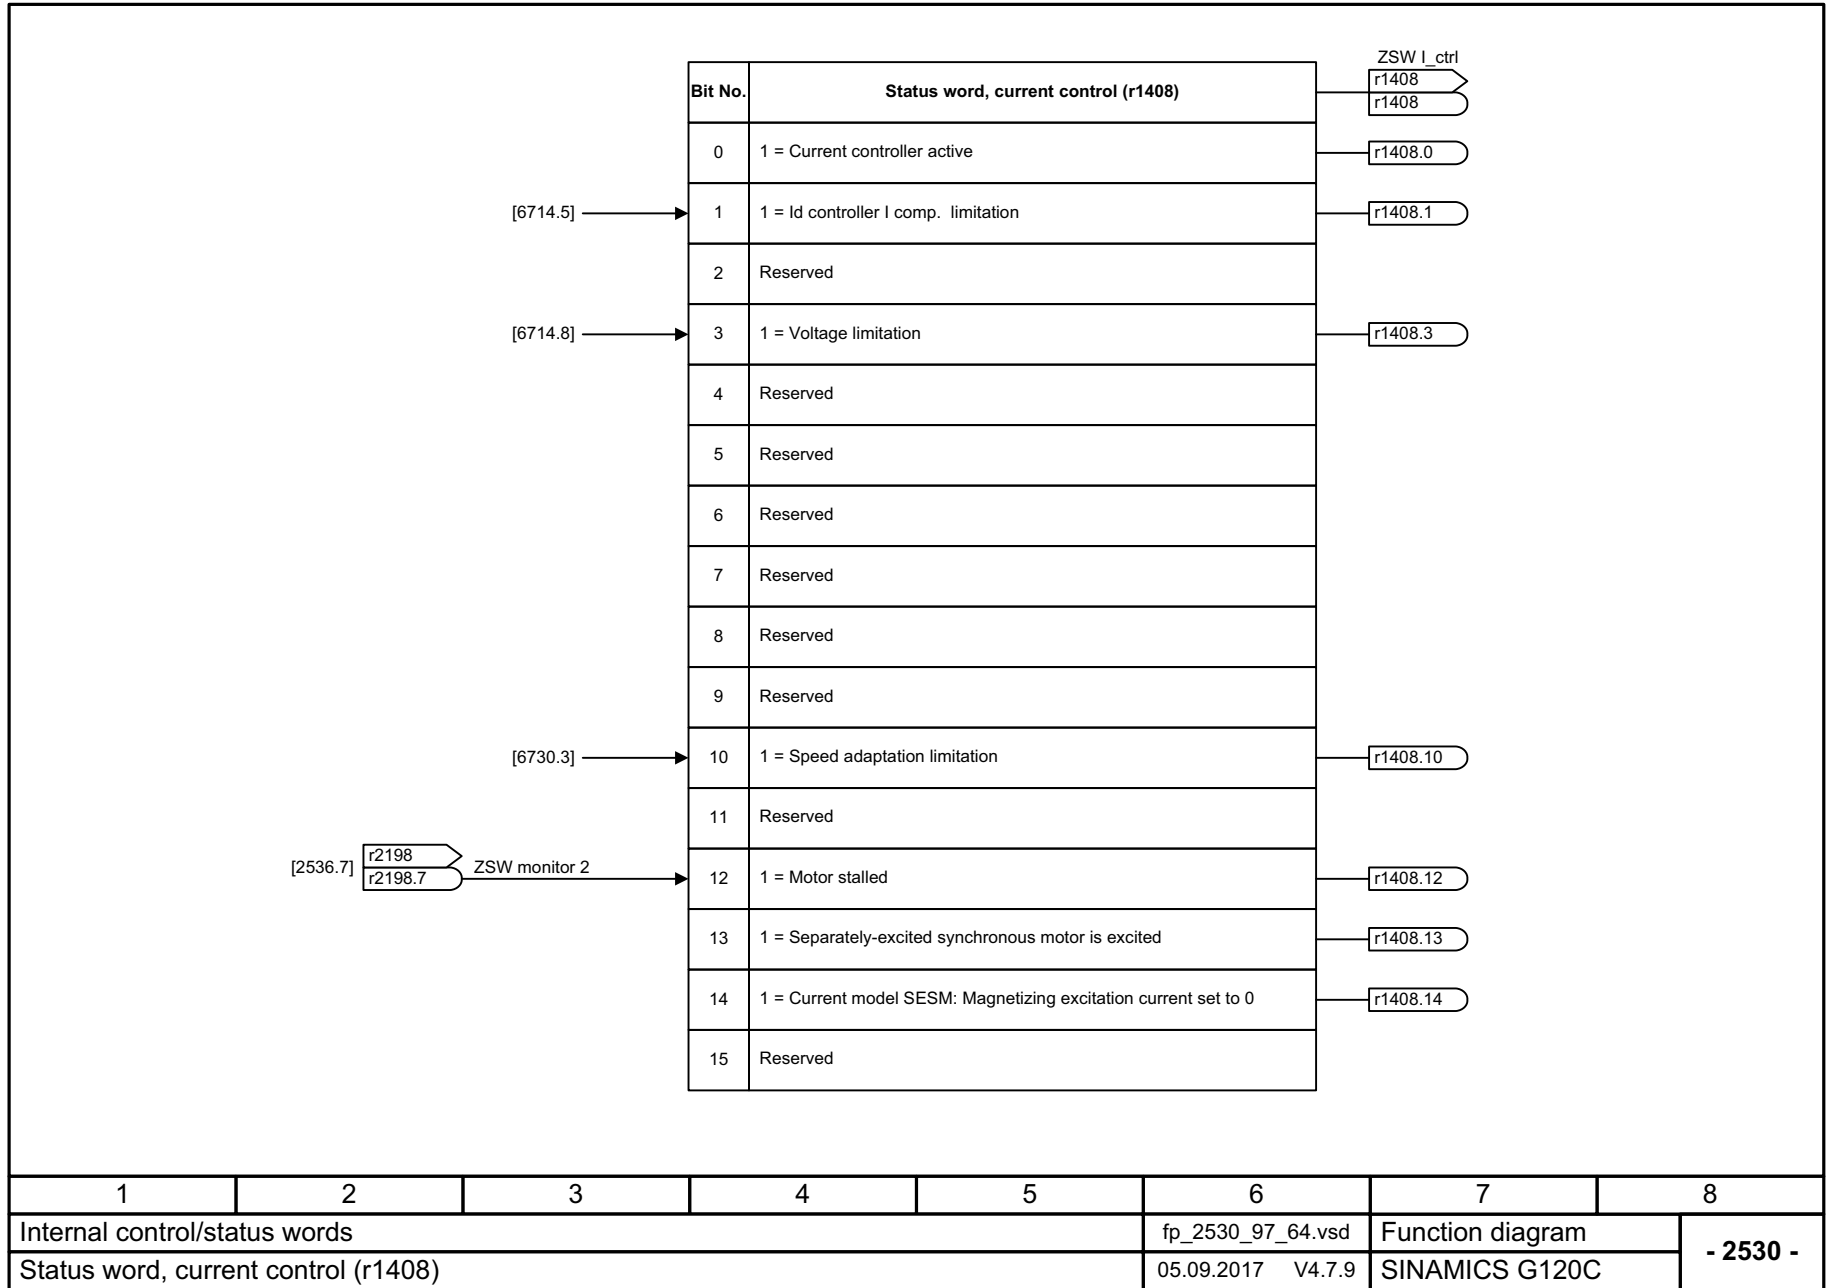 ZSW I_ctrl
Bit No. Status word, current control (r1408) r1408
r1408
0 1 = Current controller active r1408.0
[6714.5] 1 1 = Id controller I comp.  limitation r1408.1
2 Reserved
[6714.8] 3 1 = Voltage limitation r1408.3
4 Reserved
5 Reserved
6 Reserved
7 Reserved
8 Reserved
9 Reserved
[6730.3] 10 1 = Speed adaptation limitation r1408.10
11 Reserved
r2198
[2536.7] r2198.7 ZSW monitor 2 12 1 = Motor stalled r1408.12
13 1 = Separately-excited synchronous motor is excited r1408.13
14 1 = Current model SESM: Magnetizing excitation current set to 0 r1408.14
15 Reserved
1 2 3 4 5 6 7 8
Internal control/status words fp_2530_97_64.vsd Function diagram - 2530 -
Status word, current control (r1408) 05.09.2017 V4.7.9 SINAMICS G120C